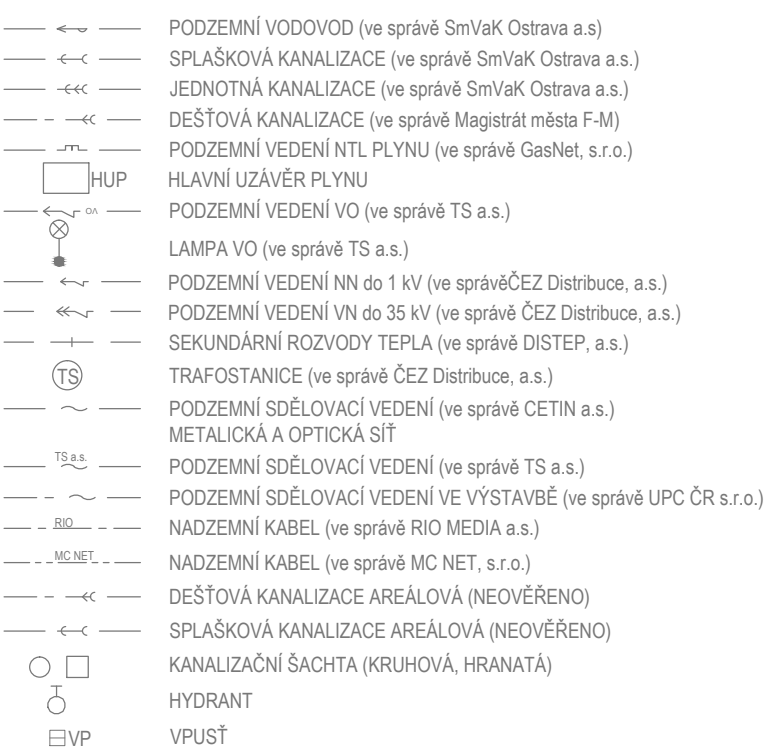 PODZEMNÍ VODOVOD (ve správě SmVaK Ostrava a.s)
SPLAŠKOVÁ KANALIZACE (ve správě SmVaK Ostrava a.s.)
JEDNOTNÁ KANALIZACE (ve správě SmVaK Ostrava a.s.)
DEŠŤOVÁ KANALIZACE (ve správě Magistrát města F-M)
PODZEMNÍ VEDENÍ NTL PLYNU (ve správě GasNet, s.r.o.)
HUP HLAVNÍ UZÁVĚR PLYNU
VO PODZEMNÍ VEDENÍ VO (ve správě TS a.s.)
LAMPA VO (ve správě TS a.s.)
PODZEMNÍ VEDENÍ NN do 1 kV (ve správěČEZ Distribuce, a.s.)
PODZEMNÍ VEDENÍ VN do 35 kV (ve správě ČEZ Distribuce, a.s.)
SEKUNDÁRNÍ ROZVODY TEPLA (ve správě DISTEP, a.s.)
TS TRAFOSTANICE (ve správě ČEZ Distribuce, a.s.)
PODZEMNÍ SDĚLOVACÍ VEDENÍ (ve správě CETIN a.s.)
METALICKÁ A OPTICKÁ SÍŤ
TS a.s. PODZEMNÍ SDĚLOVACÍ VEDENÍ (ve správě TS a.s.)
PODZEMNÍ SDĚLOVACÍ VEDENÍ VE VÝSTAVBĚ (ve správě UPC ČR s.r.o.)
RIO NADZEMNÍ KABEL (ve správě RIO MEDIA a.s.)
MC NET NADZEMNÍ KABEL (ve správě MC NET, s.r.o.)
DEŠŤOVÁ KANALIZACE AREÁLOVÁ (NEOVĚŘENO)
SPLAŠKOVÁ KANALIZACE AREÁLOVÁ (NEOVĚŘENO)
KANALIZAČNÍ ŠACHTA (KRUHOVÁ, HRANATÁ)
HYDRANT
VP VPUSŤ